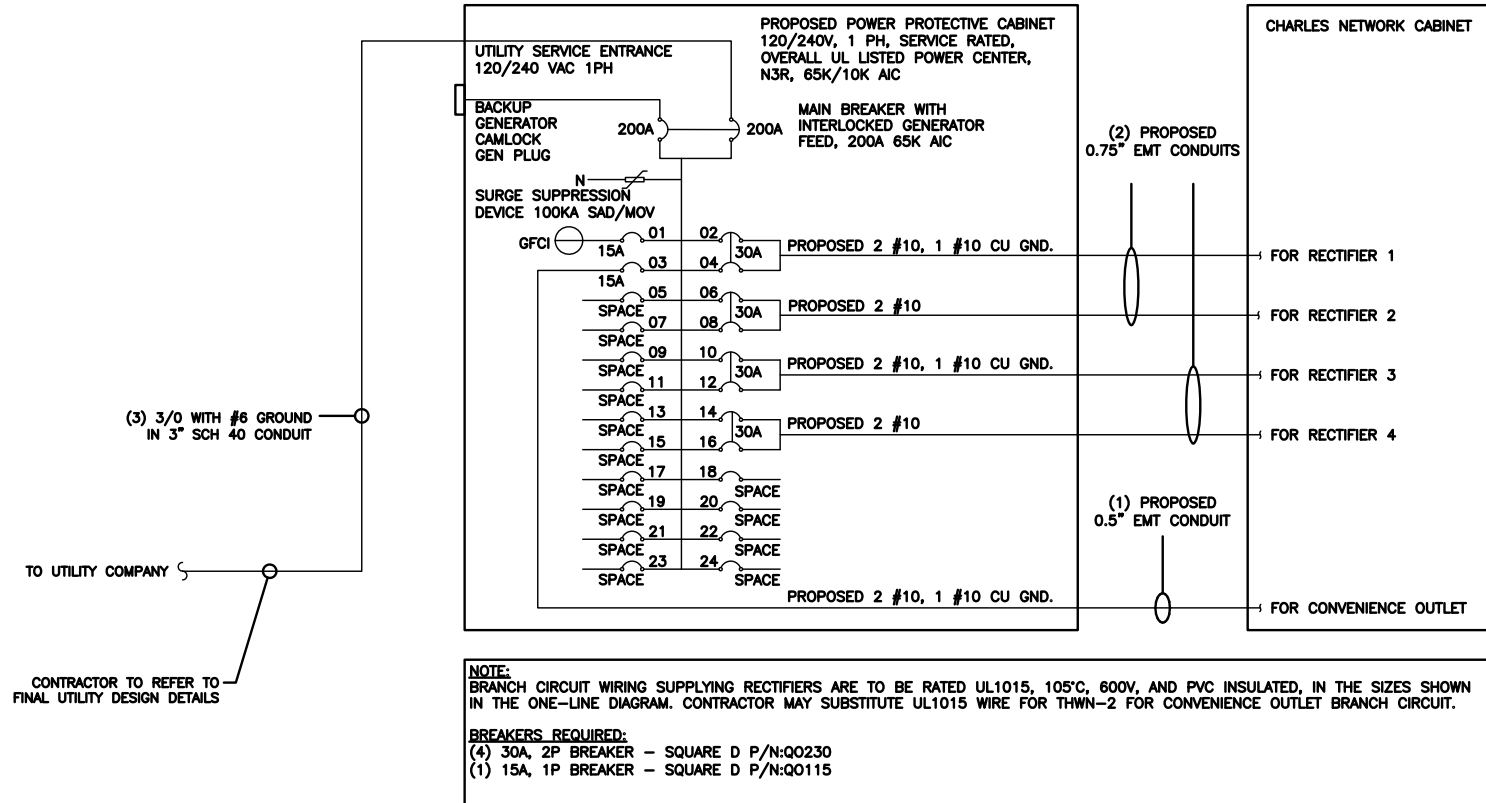 PROPOSED POWER PROTECTIVE CABINET
120/240V, 1 PH, SERVICE RATED,
OVERALL UL LISTED POWER CENTER,
N3R, 65K/10K AIC
CHARLES NETWORK CABINET
UTILITY SERVICE ENTRANCE
120/240 VAC 1PH
BACKUP
GENERATOR
CAMLOCK
GEN PLUG
200A
200A
MAIN BREAKER WITH
INTERLOCKED GENERATOR
FEED, 200A 65K AIC
(2) PROPOSED
0.75" EMT CONDUITS
N
SURGE SUPPRESSION
DEVICE 100KA SAD/MOV
GFCI
15A
01
02
30A
PROPOSED 2 #10, 1 #10 CU GND.
FOR RECTIFIER 1
15A
03
04
SPACE
05
06
30A
PROPOSED 2 #10
FOR RECTIFIER 2
SPACE
07
08
SPACE
09
10
30A
PROPOSED 2 #10, 1 #10 CU GND.
FOR RECTIFIER 3
SPACE
11
12
SPACE
13
14
30A
PROPOSED 2 #10
FOR RECTIFIER 4
SPACE
15
16
SPACE
17
18
SPACE
SPACE
19
20
SPACE
SPACE
21
22
SPACE
SPACE
23
24
SPACE
(3) 3/0 WITH #6 GROUND
IN 3" SCH 40 CONDUIT
(1) PROPOSED
0.5" EMT CONDUIT
TO UTILITY COMPANY
PROPOSED 2 #10, 1 #10 CU GND.
FOR CONVENIENCE OUTLET
CONTRACTOR TO REFER TO
FINAL UTILITY DESIGN DETAILS
NOTE:
BRANCH CIRCUIT WIRING SUPPLYING RECTIFIERS ARE TO BE RATED UL1015, 105°C, 600V, AND PVC INSULATED, IN THE SIZES SHOWN
IN THE ONE-LINE DIAGRAM. CONTRACTOR MAY SUBSTITUTE UL1015 WIRE FOR THWN-2 FOR CONVENIENCE OUTLET BRANCH CIRCUIT.
BREAKERS REQUIRED:
(4) 30A, 2P BREAKER - SQUARE D P/N:QO230
(1) 15A, 1P BREAKER - SQUARE D P/N:QO115